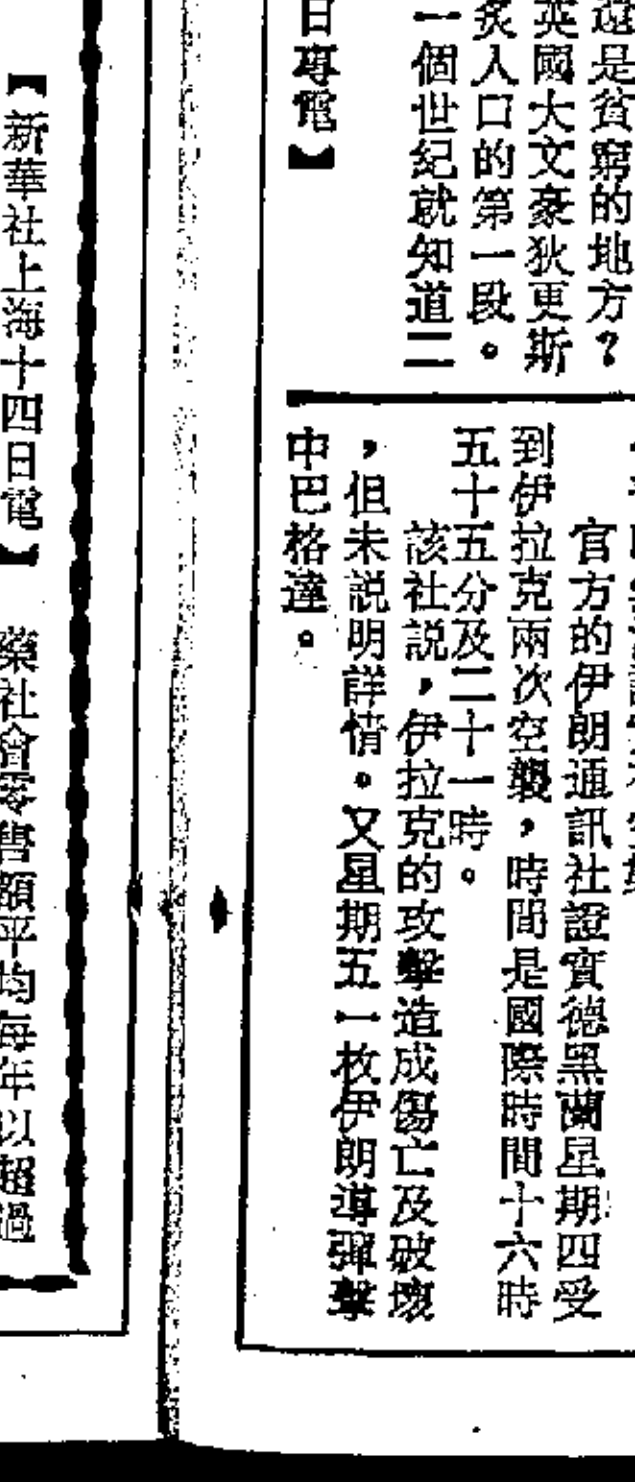 還是貧窮的地方？
英國大文豪狄更斯
炙人口的第一段。
一個世紀就知道二
日專電】
官方的伊朗通訊社證實德黑蘭星期四受
到伊拉克兩次空襲，時間是國際時間十六時
五十五分及二十一時。
該社説，伊拉克的攻擊造成傷亡及破壞
，但未説明詳情。又星期五一枚伊朗導彈擊
中巴格達。
【新華社上海十四日電】
社會零售額平均每年以超過